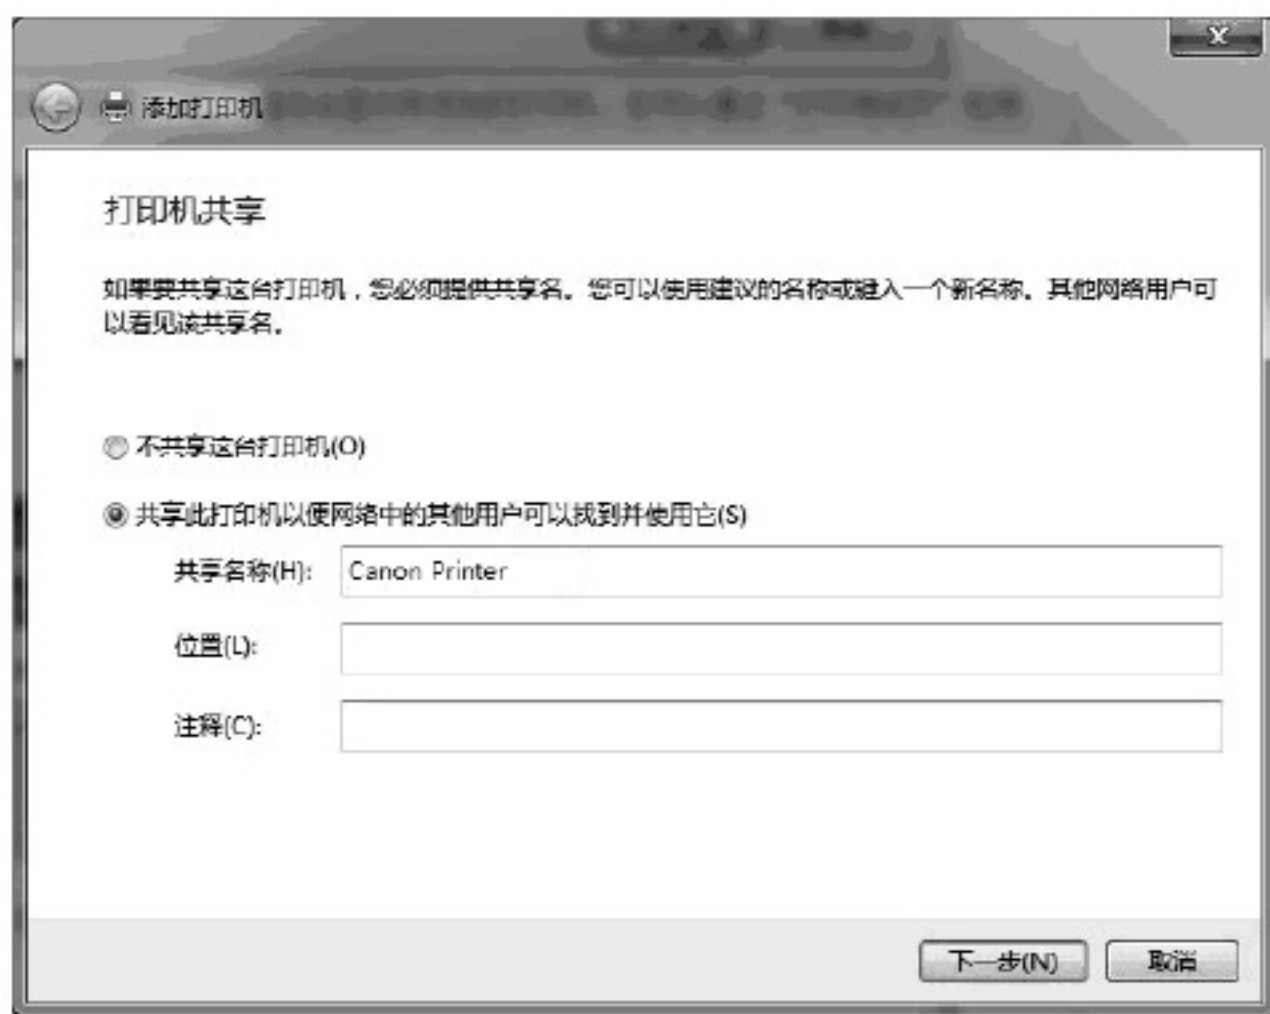 X
添加打印机
打印机共享
如果要共享这台打印机，您必须提供共享名。您可以使用建议的名称或键入一个新名称。其他网络用户可
以看见该共享名。
不共享这台打印机(O)
共享此打印机以便网络中的其他用户可以找到并使用它(S)
共享名称(H): Canon Printer
位置(L):
注释(C):
下一步(N) 取消